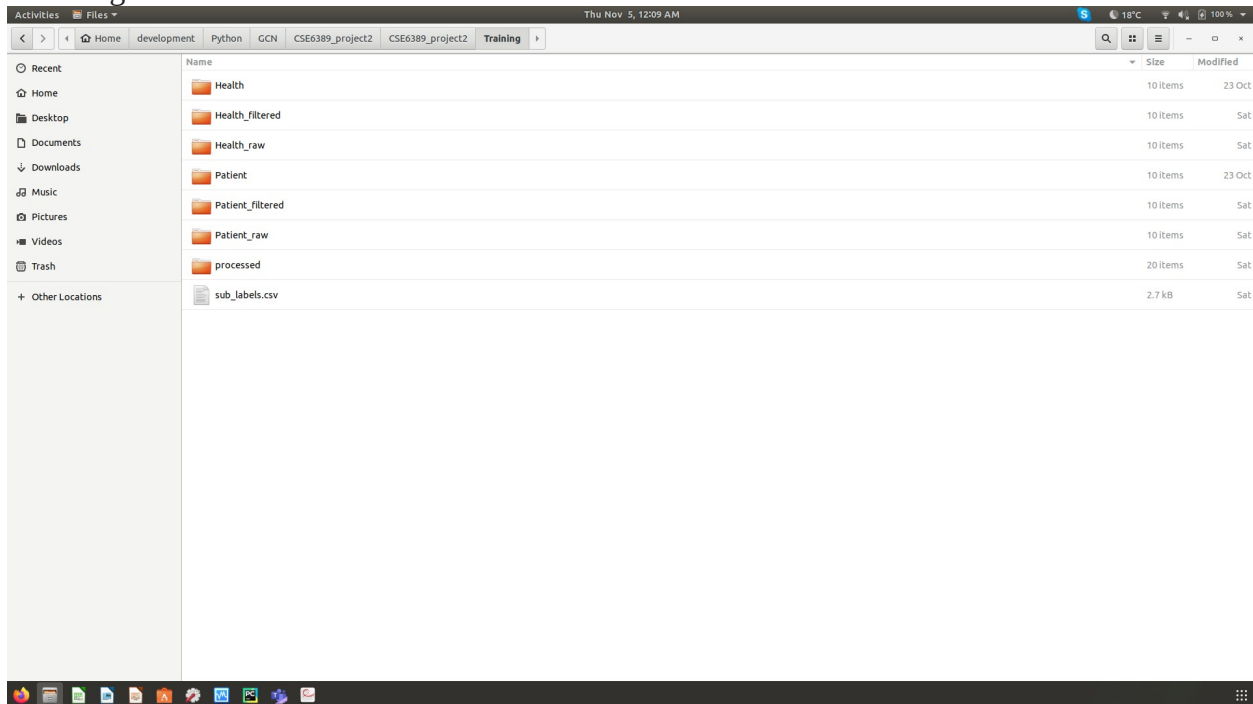 Activities Files Thu Nov 5, 12:09 AM S 18°C 100 %
Home development Python GCN CSE6389_project2 CSE6389_project2 Training
Recent
Home
Desktop
Documents
Downloads
Music
Pictures
Videos
Trash
+ Other Locations
Name Size Modified
Health 10 items 23 Oct
Health_filtered 10 items Sat
Health_raw 10 items Sat
Patient 10 items 23 Oct
Patient_filtered 10 items Sat
Patient_raw 10 items Sat
processed 20 items Sat
sub_labels.csv 2.7 kB Sat